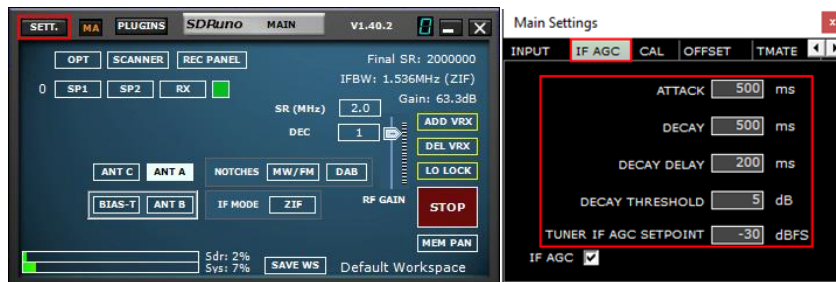 SETT. MA PLUGINS SDRuno MAIN V1.40.2 0
OPT SCANNER REC PANEL Final SR: 2000000
IFBW: 1.536MHz (ZIF)
0 SP1 SP2 RX Gain: 63.3dB
SR (MHz) 2.0
ADD VRX
DEC 1
DEL VRX
ANT C ANT A NOTCHES MW/FM DAB LO LOCK
BIAS-T ANT B IF MODE ZIF RF GAIN STOP
MEM PAN
Sdr: 2%
Sys: 7% SAVE WS Default Workspace
Main Settings x
INPUT IF AGC CAL OFFSET TMATE
ATTACK 500 ms
DECAY 500 ms
DECAY DELAY 200 ms
DECAY THRESHOLD 5 dB
TUNER IF AGC SETPOINT -30 dBFS
IF AGC